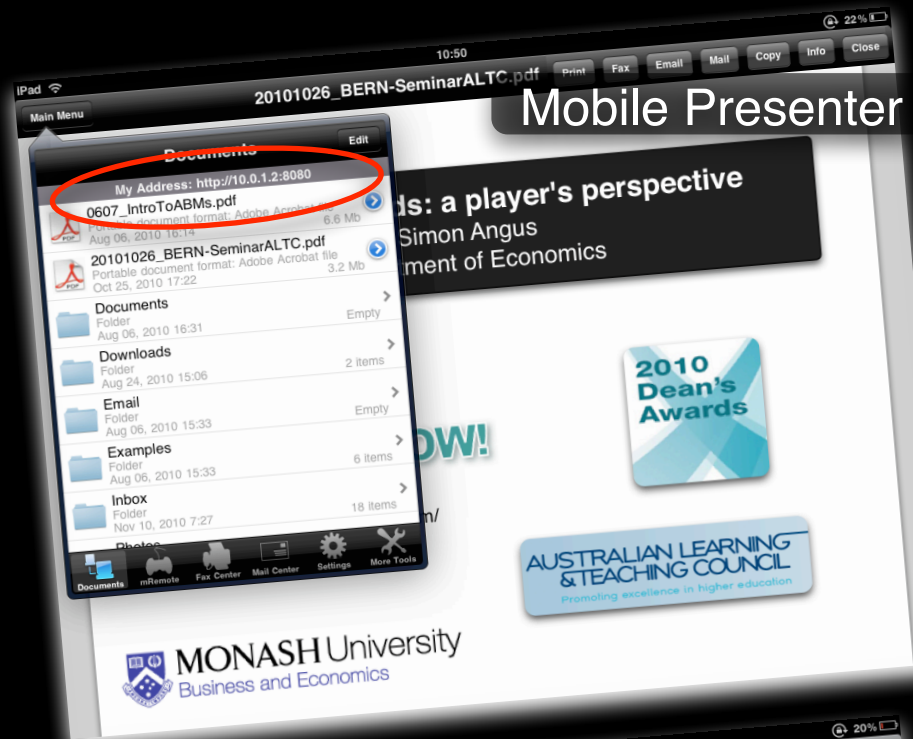 22%
iPad
10:50
Main Menu
20101026_BERN-SeminarALTC.pdf
Print
Fax
Email
Mail
Copy
Info
Close
Mobile Presenter
Documents
Edit
My Address: http://10.0.1.2:8080
0607_IntroToABMs.pdf
Portable document format: Adobe Acrobat file
Aug 06, 2010 16:14
6.6 Mb
20101026_BERN-SeminarALTC.pdf
Portable document format: Adobe Acrobat file
Oct 25, 2010 17:22
3.2 Mb
Documents
Folder
Aug 06, 2010 16:31
Empty
Downloads
Folder
Aug 24, 2010 15:06
2 items
Email
Folder
Aug 06, 2010 15:33
Empty
Examples
Folder
Aug 06, 2010 15:33
6 items
Inbox
Folder
Nov 10, 2010 7:27
18 items
Photos
Documents
mRemote
Fax Center
Mail Center
Settings
More Tools
ds: a player's perspective
Simon Angus
ment of Economics
OW!
m/
2010
Dean's
Awards
AUSTRALIAN LEARNING
& TEACHING COUNCIL
Promoting excellence in higher education
MONASH University
Business and Economics
20%